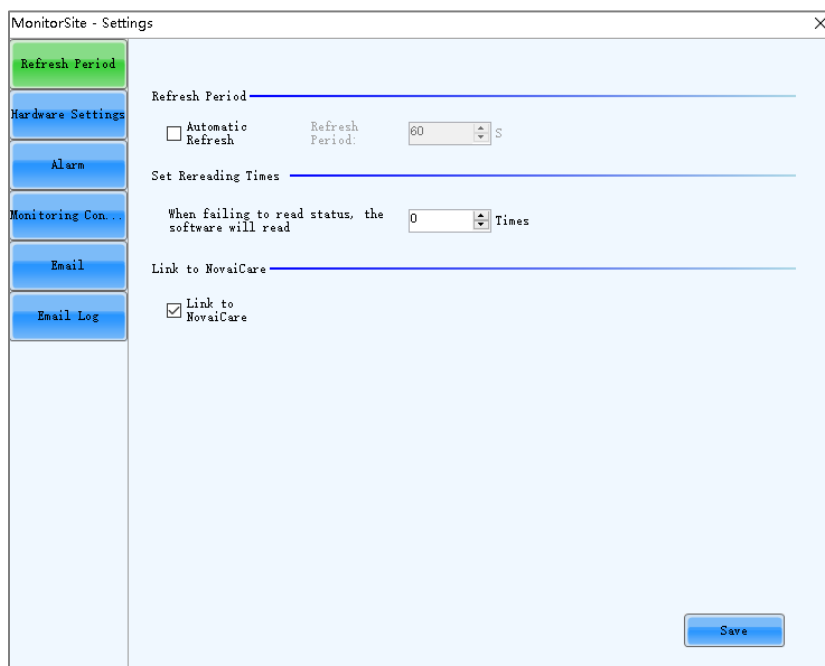 MonitorSite - Settings
Refresh Period
Hardware Settings
Alarm
Monitoring Con...
Email
Email Log
Refresh Period
Automatic
Refresh
Refresh
Period:
60
S
Set Rereading Times
When failing to read status, the
software will read
0
Times
Link to NovaiCare
Link to
NovaiCare
Save